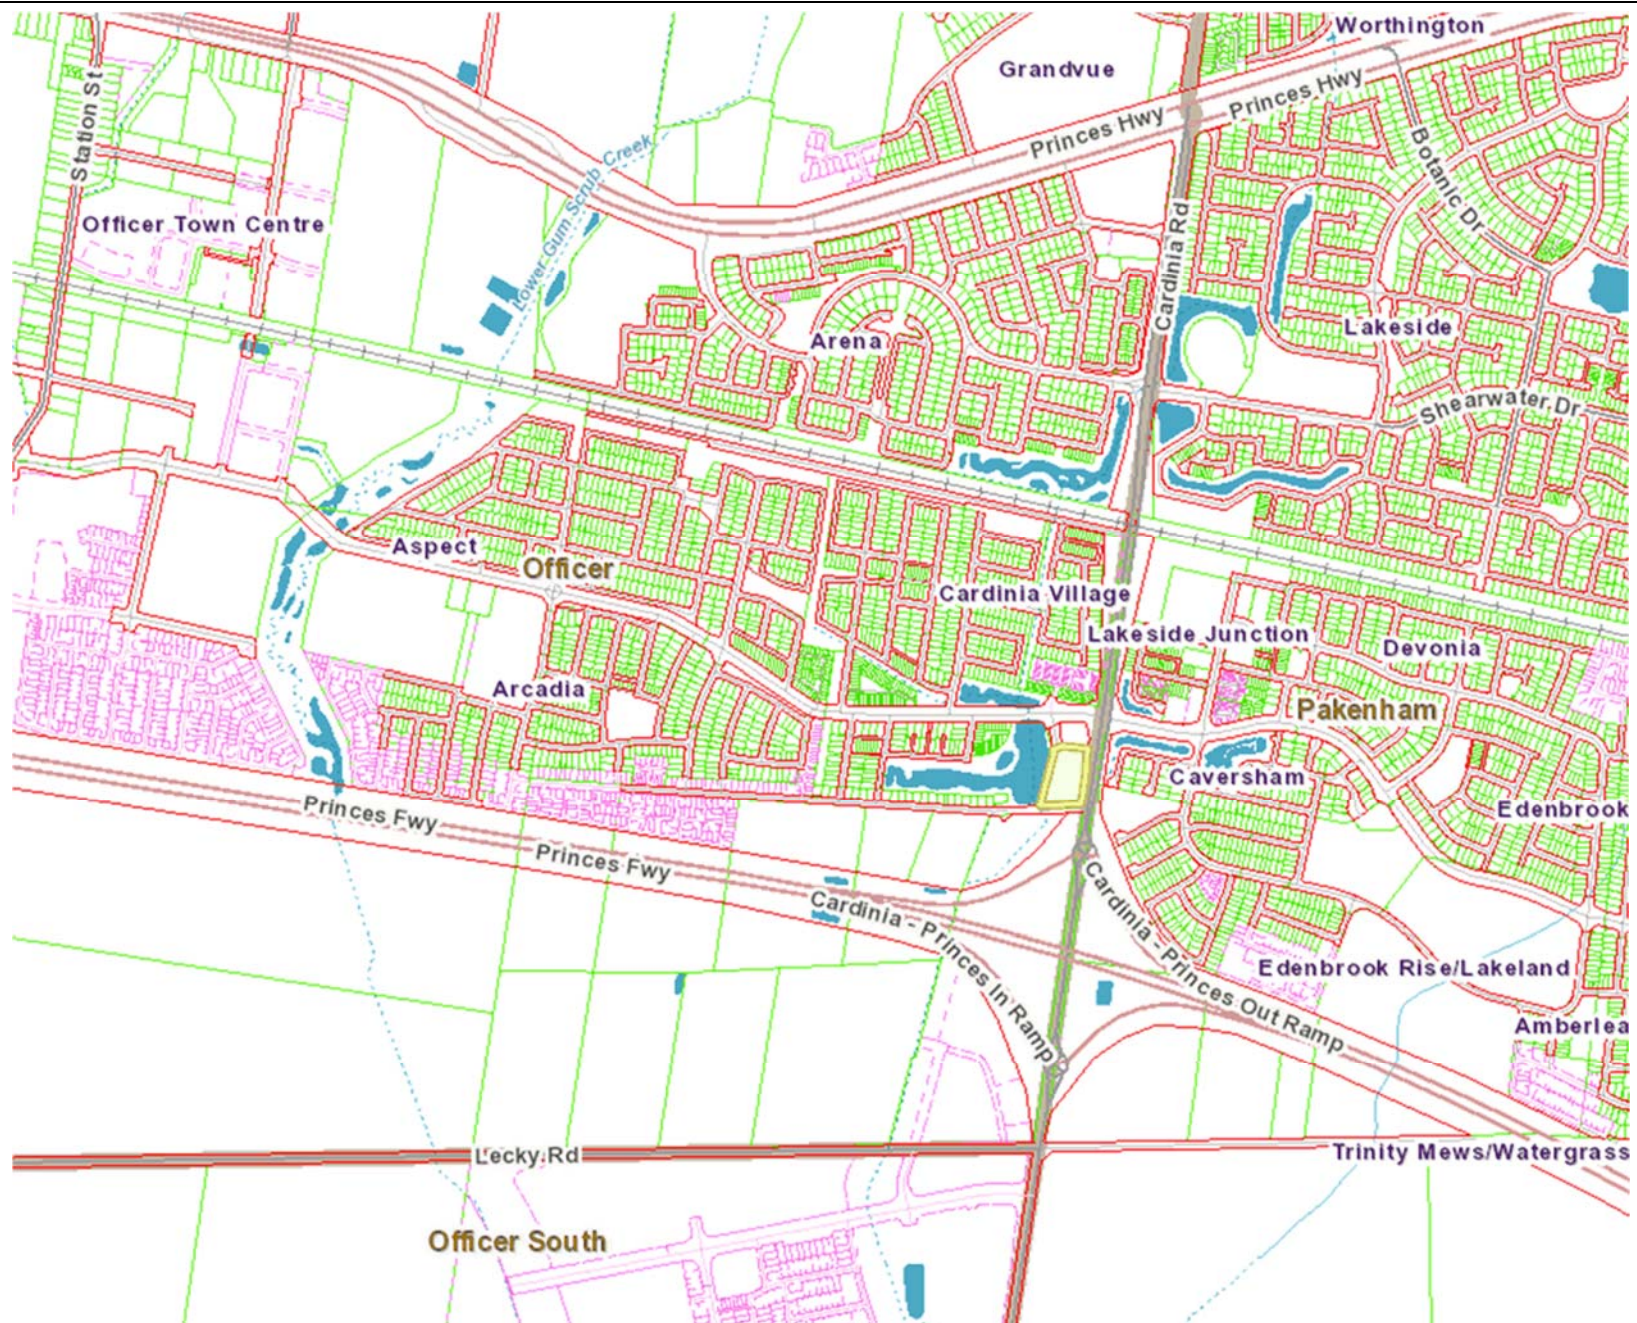 Worthington
Grandvue
Princes Hwy
Princes Hwy
Station St
Botanic Dr
Lower Gum Scrub Creek
Officer Town Centre
Cardinia Rd
Lakeside
Arena
Shearwater Dr
Aspect
Officer
Cardinia Village
Lakeside Junction
Devonia
Arcadia
Pakenham
Caversham
Edenbrook
Princes Fwy
Princes Fwy
Cardinia - Princes In Ramp
Cardinia - Princes Out Ramp
Edenbrook Rise/Lakeland
Amberlea
Lecky Rd
Trinity Mews/Watergrass
Officer South